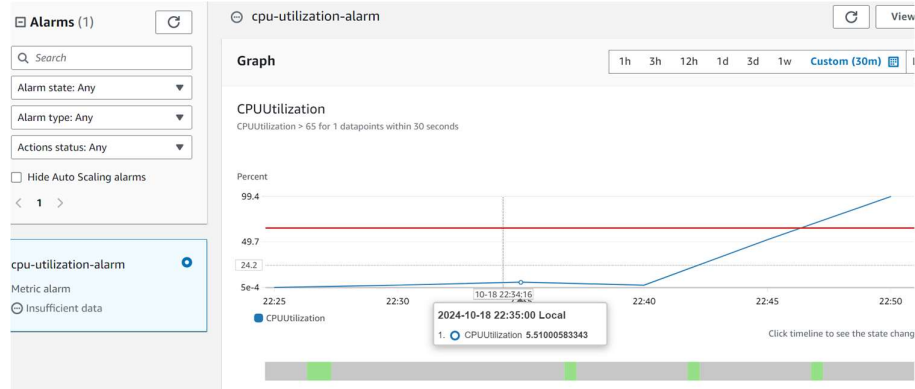 Alarms (1)
Search
Alarm state: Any
Alarm type: Any
Actions status: Any
Hide Auto Scaling alarms
< 1 >
cpu-utilization-alarm
Metric alarm
Insufficient data
cpu-utilization-alarm
View
Graph
1h 3h 12h 1d 3d 1w Custom (30m)
CPUUtilization
CPUUtilization > 65 for 1 datapoints within 30 seconds
Percent
99.4
49.7
24.2
5e-4
10-18 22:34:16
22:25 22:30 22:40 22:45 22:50
CPUUtilization
2024-10-18 22:35:00 Local
1. CPUUtilization 5.51000583343
Click timeline to see the state chang